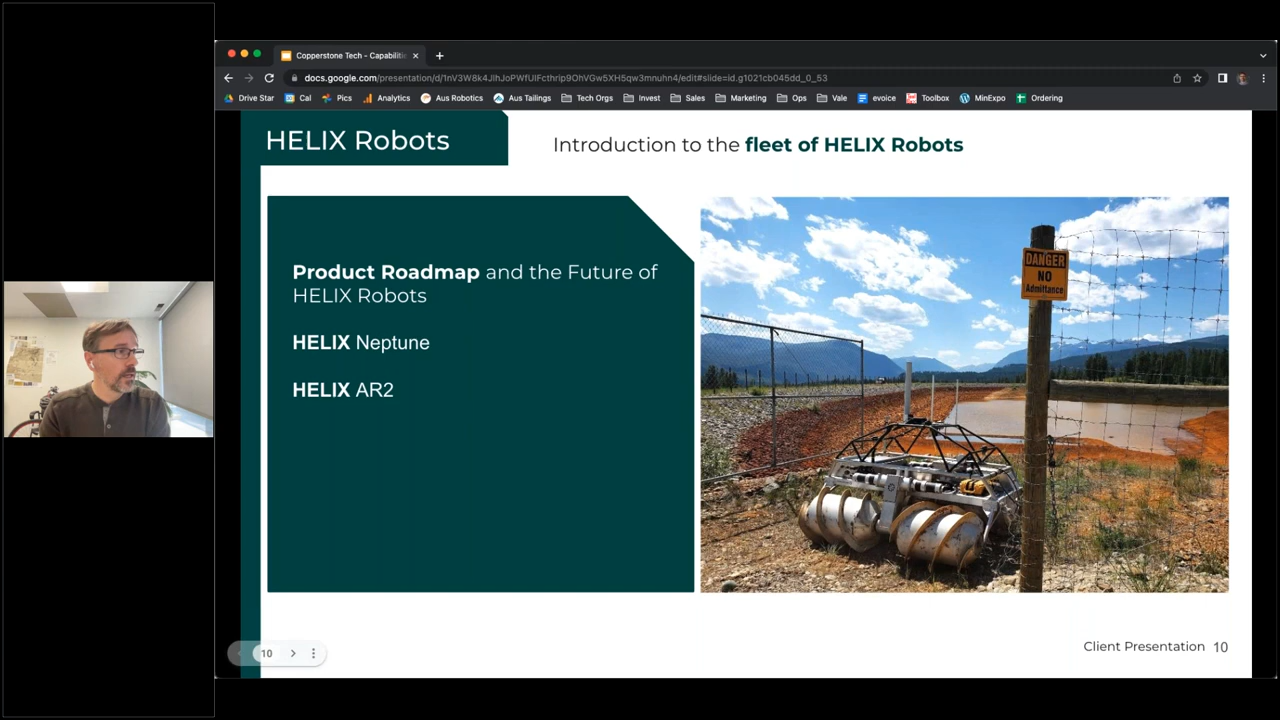 Copperstone Tech - Capabiliti
docs.google.com/presentation/d/1nV3W8k4JlhJoPWfUIFcthrip9OhVGw5XH5qw3mnuhn4/edit#slide=id.g1021cb045dd_0_53
Drive Star Cal Pics Analytics Aus Robotics Aus Tailings Tech Orgs Invest Sales Marketing Ops Vale evoice Toolbox MinExpo Ordering
HELIX Robots
Introduction to the fleet of HELIX Robots
Product Roadmap and the Future of
HELIX Robots
HELIX Neptune
HELIX AR2
DANGER
NO
Admittance
10
Client Presentation 10